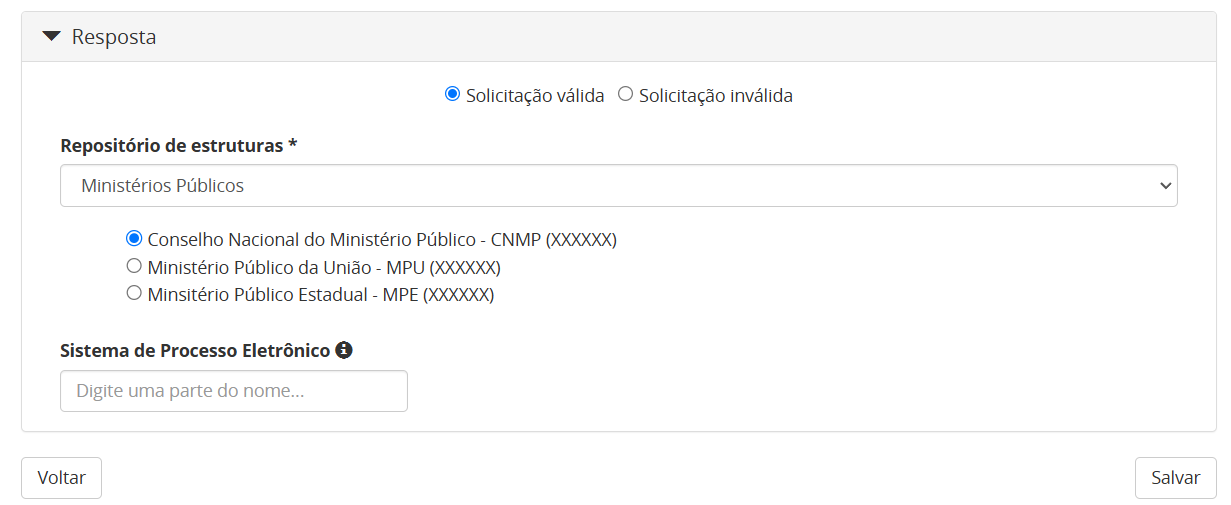 Resposta
Solicitação válida Solicitação inválida
Repositório de estruturas *
Ministérios Públicos
Conselho Nacional do Ministério Público - CNMP (XXXXXX)
Ministério Público da União - MPU (XXXXXX)
Minsitério Público Estadual - MPE (XXXXXX)
Sistema de Processo Eletrônico
Digite uma parte do nome...
Voltar Salvar